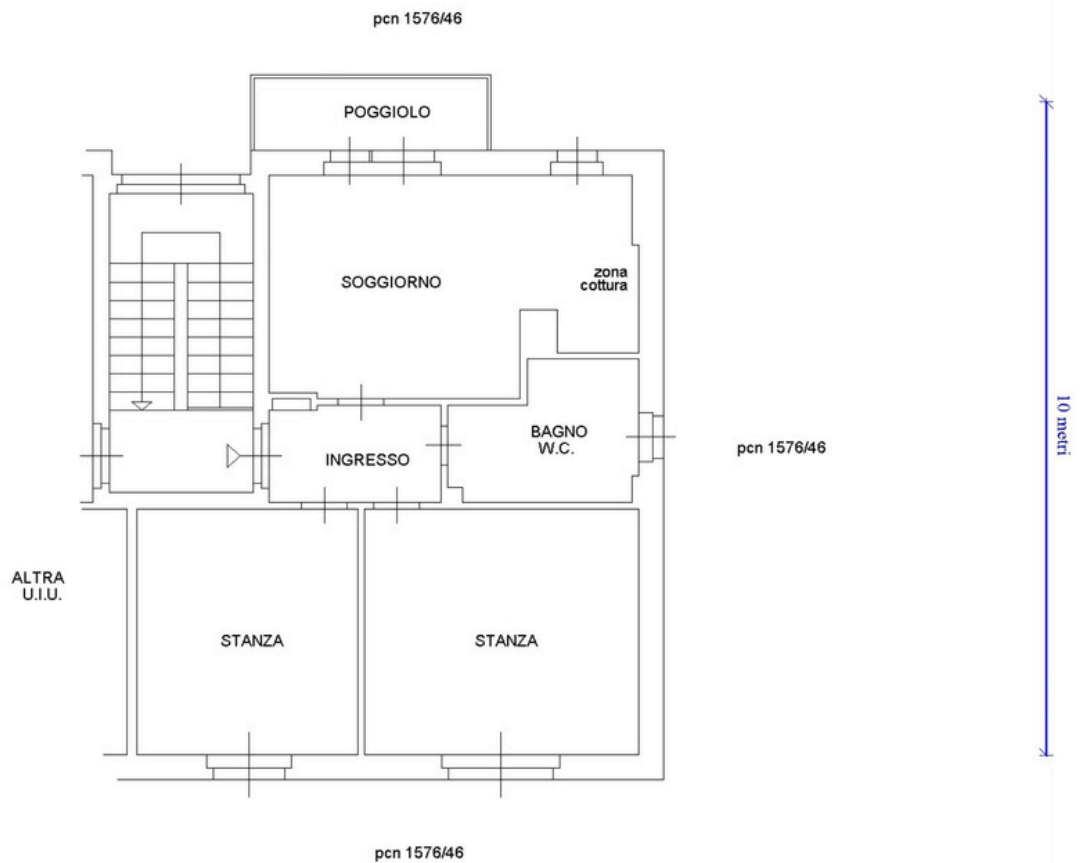 pcn 1576/46
POGGIOLO
SOGGIORNO
zona
cottura
10 metri
BAGNO
W.C.
pcn 1576/46
INGRESSO
ALTRA
U.I.U.
STANZA
STANZA
pcn 1576/46